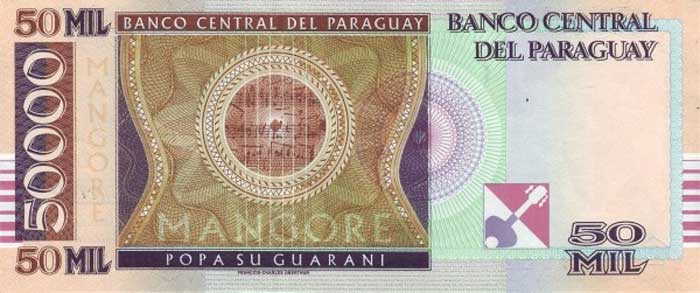 50 MIL
BANCO CENTRAL DEL PARAGUAY
BANCO CENTRAL
DEL PARAGUAY
50000
MANGORE
MANGORE
50 MIL
POPA SU GUARANI
FRANÇOIS-CHARLES OBERTHUR
50
MIL